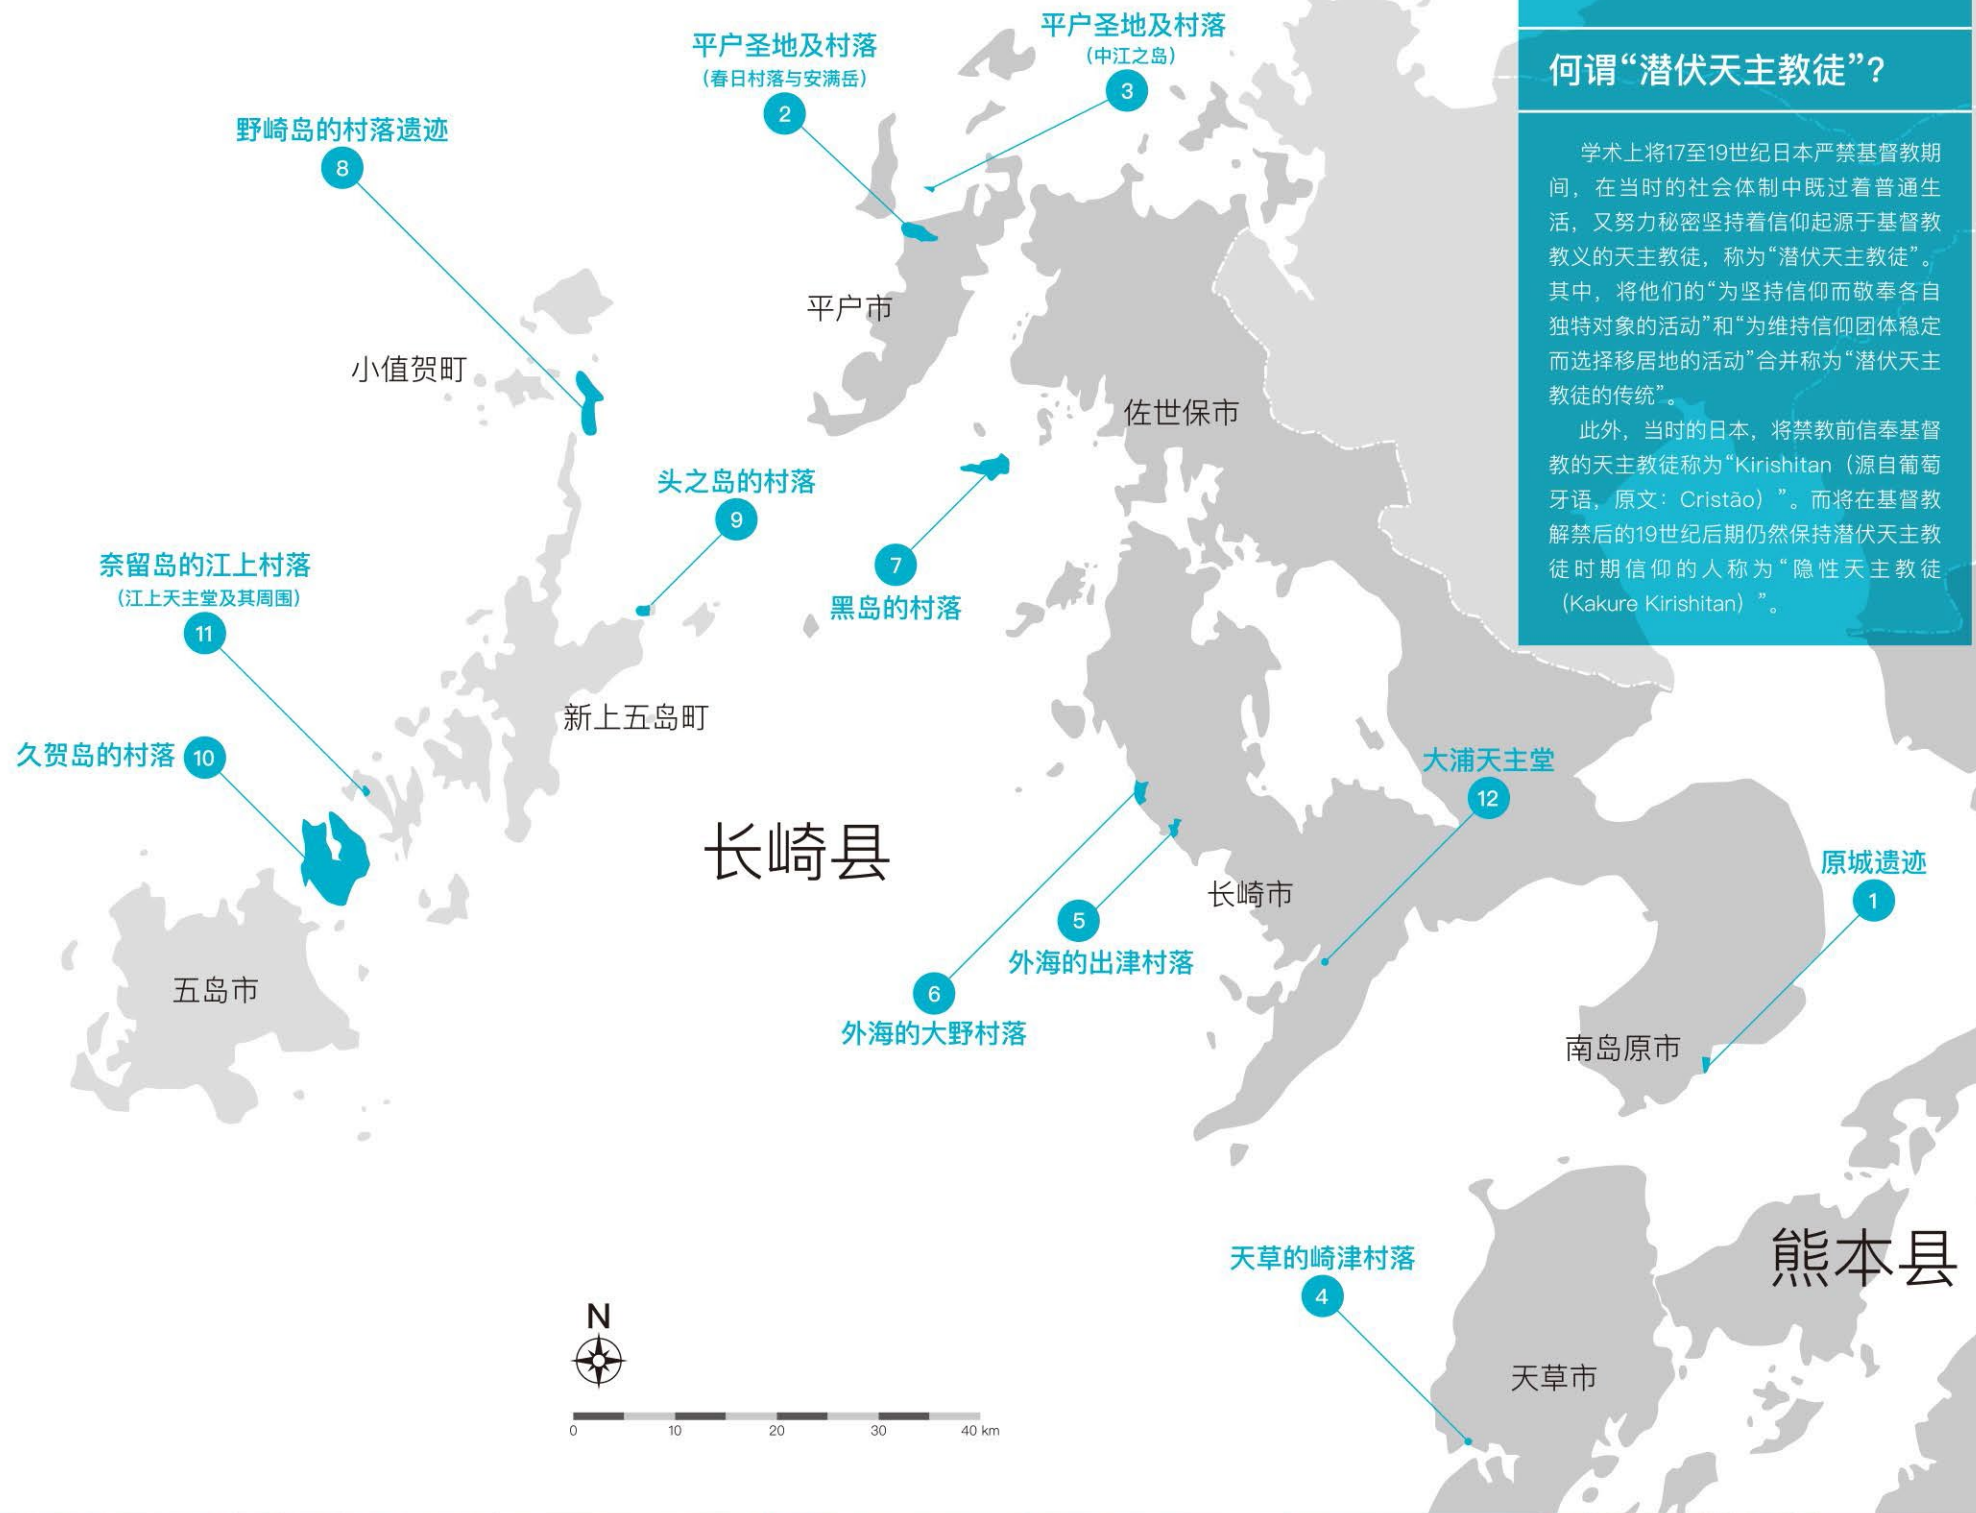 平户圣地及村落
（中江之岛）
3
平户圣地及村落
（春日村落与安满岳）
2
野崎岛的村落遗迹
8
平户市
小值贺町
佐世保市
头之岛的村落
9
7
黑岛的村落
奈留岛的江上村落
（江上天主堂及其周围）
11
新上五岛町
久贺岛的村落
10
大浦天主堂
12
长崎县
原城遗迹
1
长崎市
5
外海的出津村落
6
外海的大野村落
五岛市
南岛原市
熊本县
天草的崎津村落
4
天草市
N
0 10 20 30 40 km
何谓“潜伏天主教徒”？
学术上将17至19世纪日本严禁基督教期
间，在当时的社会体制中既过着普通生
活，又努力秘密坚持着信仰起源于基督教
教义的天主教徒，称为“潜伏天主教徒”。
其中，将他们的“为坚持信仰而敬奉各自
独特对象的活动”和“为维持信仰团体稳定
而选择移居地的活动”合并称为“潜伏天主
教徒的传统”。
此外，当时的日本，将禁教前信奉基督
教的天主教徒称为“Kirishitan（源自葡萄
牙语，原文：Cristão）”。而将在基督教
解禁后的19世纪后期仍然保持潜伏天主教
徒时期信仰的人称为“隐性天主教徒
（Kakure Kirishitan）”。